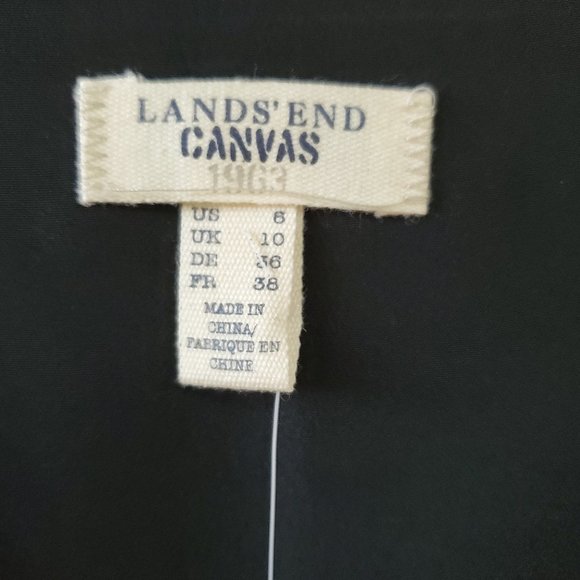 LANDS' END
CANVAS
1963
US 6
UK 10
DE 36
FR 38
MADE IN
CHINA/
FABRIQUE EN
CHINE